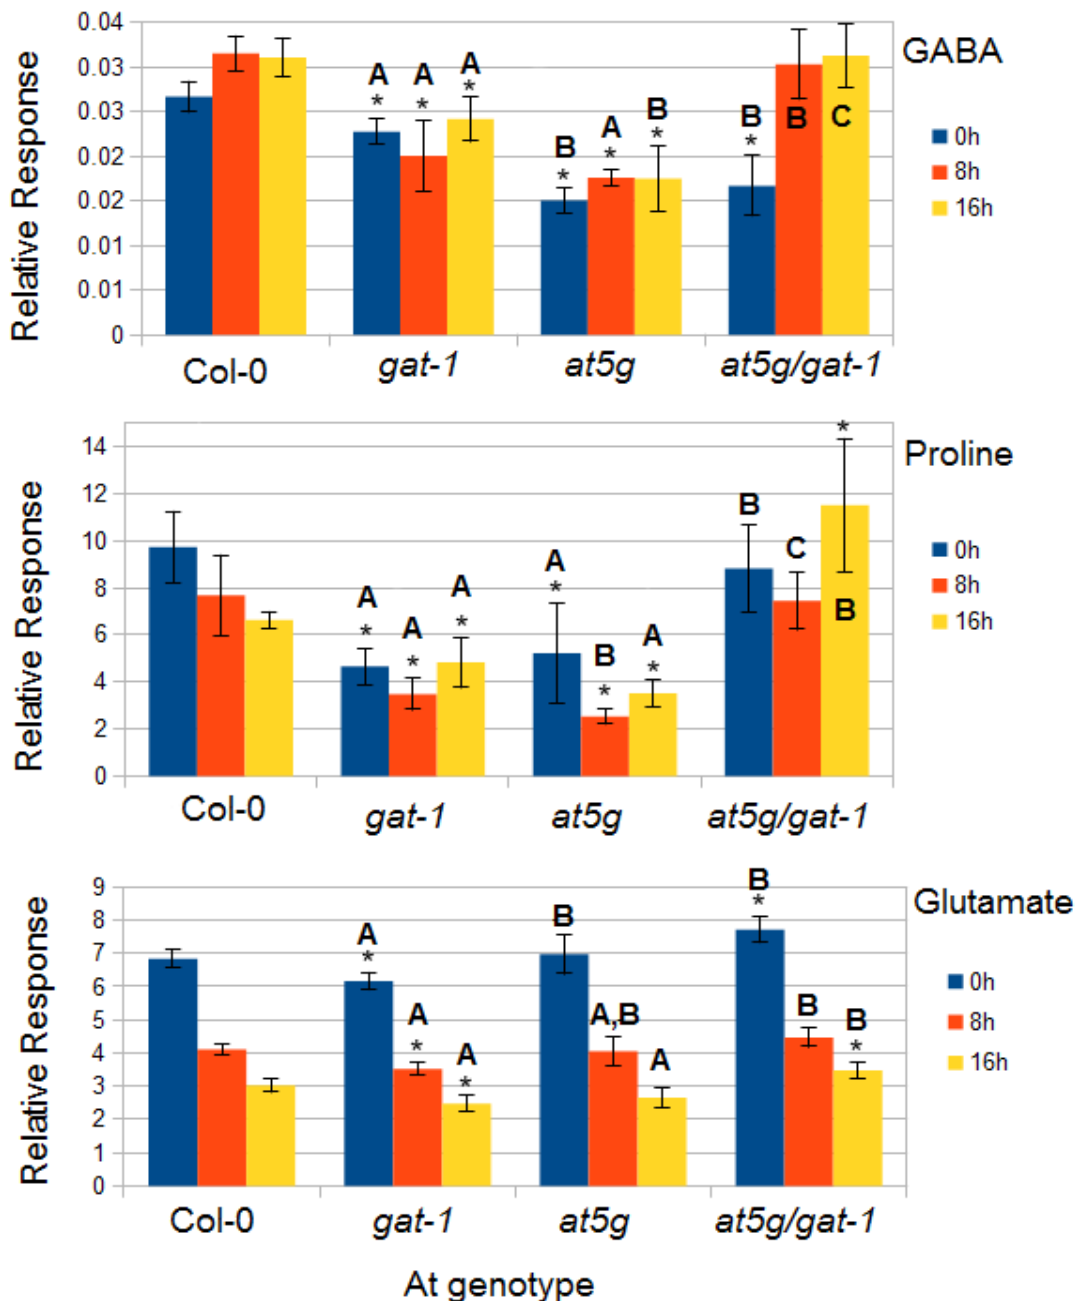 GABA
Relative Response
0.04
0.03
0.03
0.02
0.02
0.01
0.01
0
A
*
A
*
A
*
B
*
A
*
B
*
B
*
B
C
0h
8h
16h
Col-0 gat-1 at5g at5g/gat-1
Proline
Relative Response
14
12
10
8
6
4
2
0
A
*
A
*
A
*
A
*
B
*
A
*
B
C
*
B
0h
8h
16h
Col-0 gat-1 at5g at5g/gat-1
Glutamate
Relative Response
9
8
7
6
5
4
3
2
1
0
A
*
A
*
A
*
B
A,B
A
B
*
B
B
*
0h
8h
16h
Col-0 gat-1 at5g at5g/gat-1
At genotype